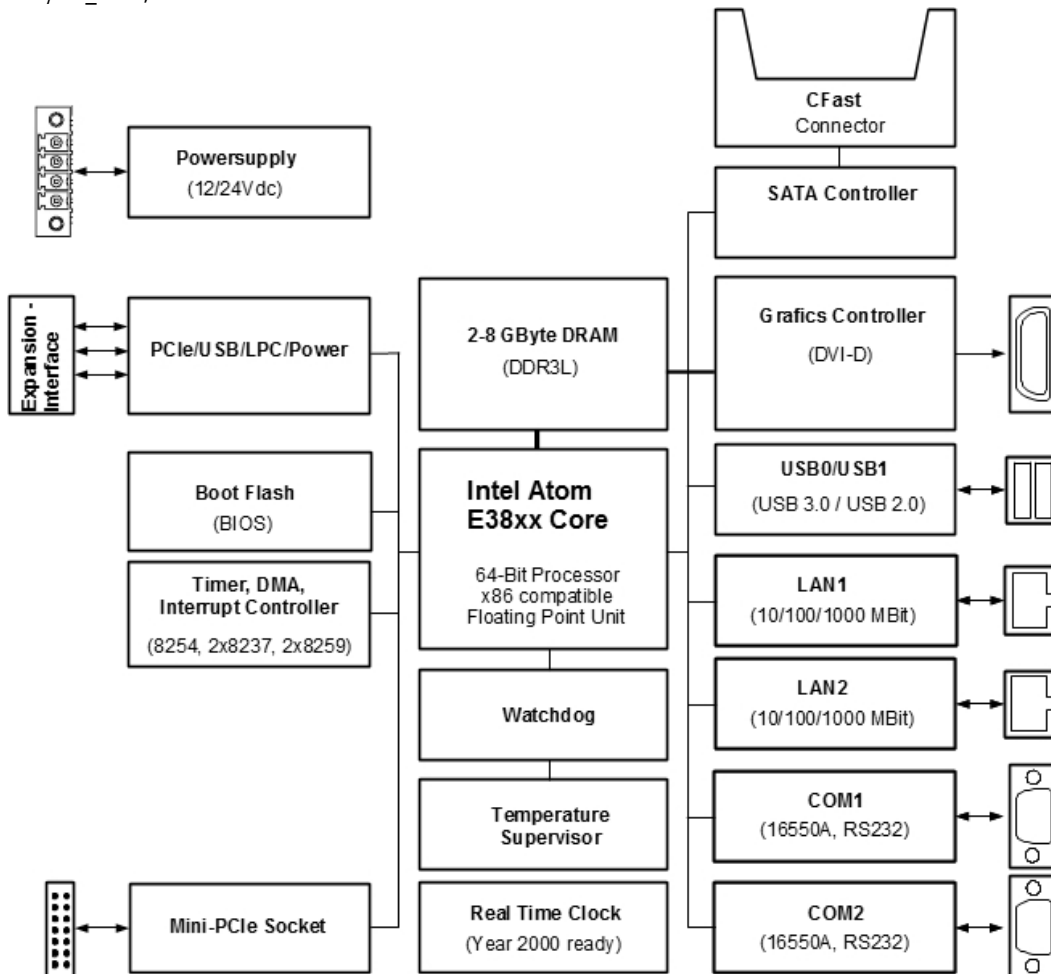 CFast
Connector
Powersupply
(12/24Vdc)
SATA Controller
Expansion -
Interface
PCIe/USB/LPC/Power
2-8 GByte DRAM
(DDR3L)
Grafics Controller
(DVI-D)
Boot Flash
(BIOS)
Intel Atom
E38xx Core
64-Bit Processor
x86 compatible
Floating Point Unit
USB0/USB1
(USB 3.0 / USB 2.0)
Timer, DMA,
Interrupt Controller
(8254, 2x8237, 2x8259)
LAN1
(10/100/1000 MBit)
Watchdog
LAN2
(10/100/1000 MBit)
Temperature
Supervisor
COM1
(16550A, RS232)
Mini-PCIe Socket
Real Time Clock
(Year 2000 ready)
COM2
(16550A, RS232)